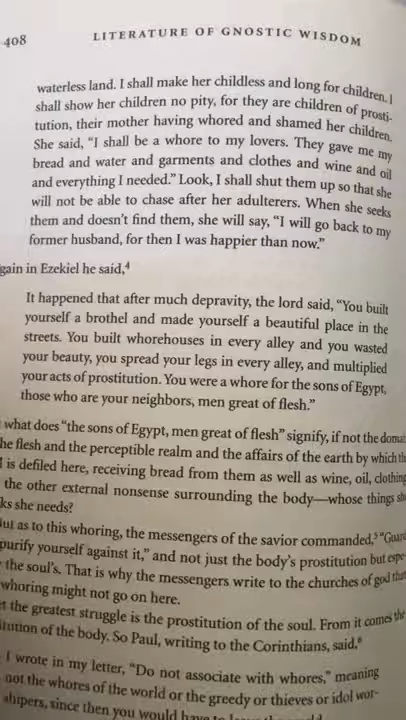 408
LITERATURE OF GNOSTIC WISDOM
waterless land. I shall make her childless and long for children. I
shall show her children no pity, for they are children of prosti-
tution, their mother having whored and shamed her children.
She said, “I shall be a whore to my lovers. They gave me my
bread and water and garments and clothes and wine and oil
and everything I needed.” Look, I shall shut them up so that she
will not be able to chase after her adulterers. When she seeks
them and doesn’t find them, she will say, “I will go back to my
former husband, for then I was happier than now.”
gain in Ezekiel he said,⁴
It happened that after much depravity, the lord said, “You built
yourself a brothel and made yourself a beautiful place in the
streets. You built whorehouses in every alley and you wasted
your beauty, you spread your legs in every alley, and multiplied
your acts of prostitution. You were a whore for the sons of Egypt,
those who are your neighbors, men great of flesh.”
what does “the sons of Egypt, men great of flesh” signify, if not the domai
he flesh and the perceptible realm and the affairs of the earth by which th
l is defiled here, receiving bread from them as well as wine, oil, clothing
the other external nonsense surrounding the body—whose things she
ks she needs?
ut as to this whoring, the messengers of the savior commanded,⁵ “Guard
purify yourself against it,” and not just the body’s prostitution but espe
the soul’s. That is why the messengers write to the churches of god that
whoring might not go on here.
t the greatest struggle is the prostitution of the soul. From it comes the
itution of the body. So Paul, writing to the Corinthians, said,⁶
I wrote in my letter, “Do not associate with whores,” meaning
not the whores of the world or the greedy or thieves or idol wor-
shipers, since then you would have to